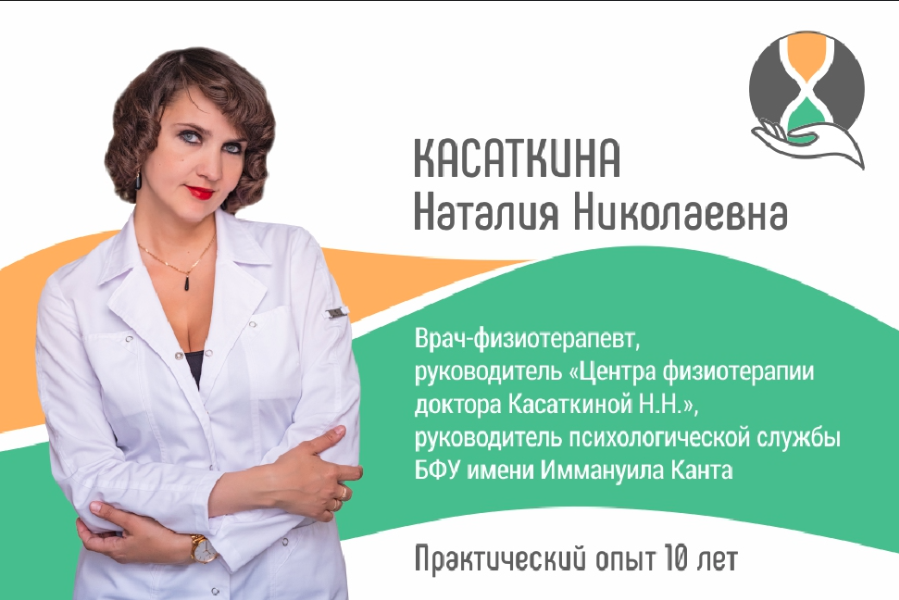 КАСАТКИНА
Наталия Николаевна
Врач-физиотерапевт,
руководитель «Центра физиотерапии
доктора Касаткиной Н.Н.»,
руководитель психологической службы
БФУ имени Иммануила Канта
Практический опыт 10 лет